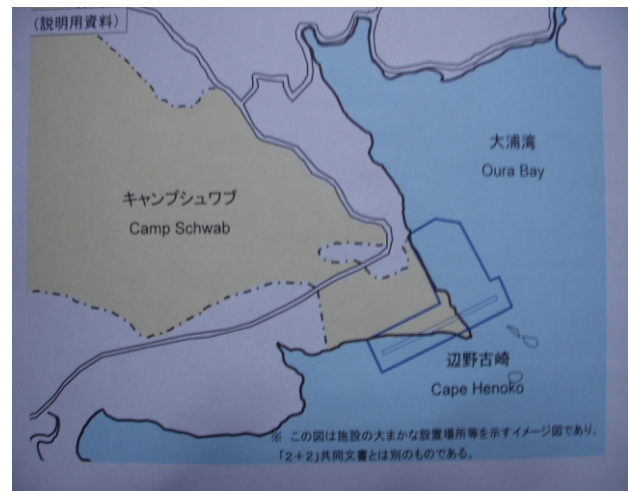 (説明用資料)
大浦湾
Oura Bay
キャンプシュワブ
Camp Schwab
辺野古崎
Cape Henoko
※ この図は施設の大まかな設置場所等を示すイメージ図であり、
「2+2」共同文書とは別のものである。